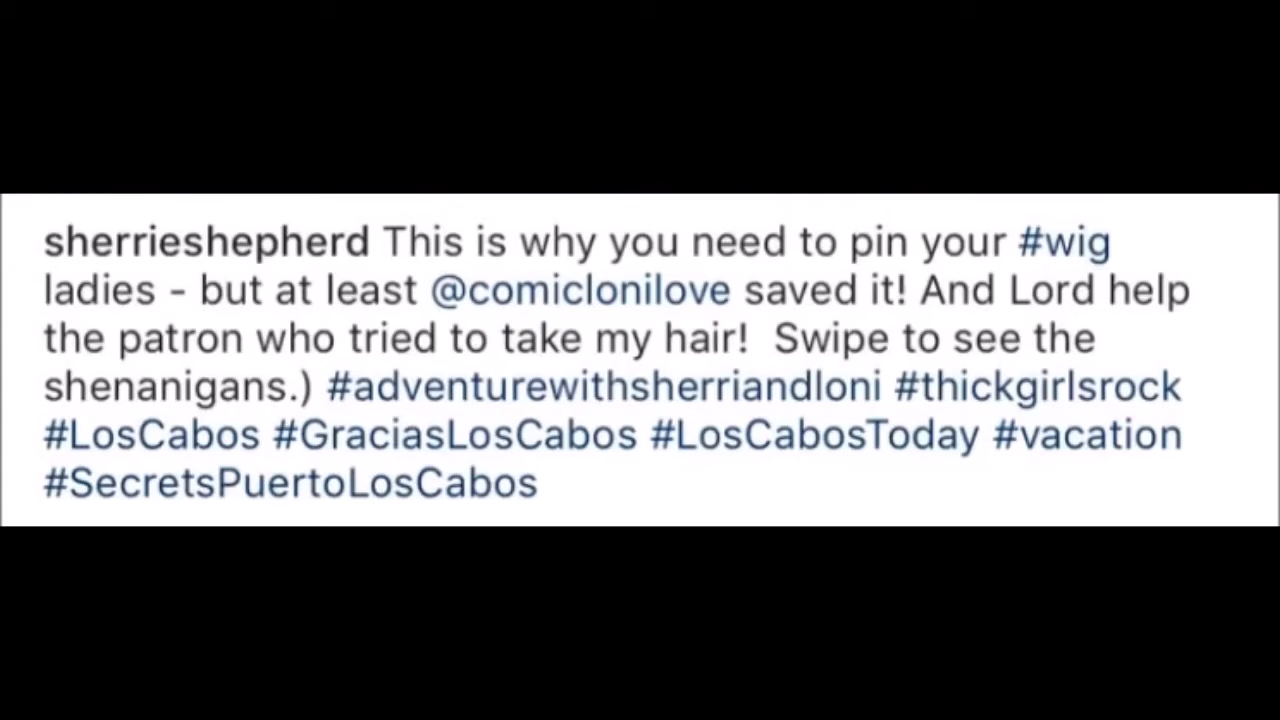 sherrieshepherd This is why you need to pin your #wig
ladies - but at least @comiclonilove saved it! And Lord help
the patron who tried to take my hair!  Swipe to see the
shenanigans.) #adventurewithsherriandloni #thickgirlsrock
#LosCabos #GraciasLosCabos #LosCabosToday #vacation
#SecretsPuertoLosCabos